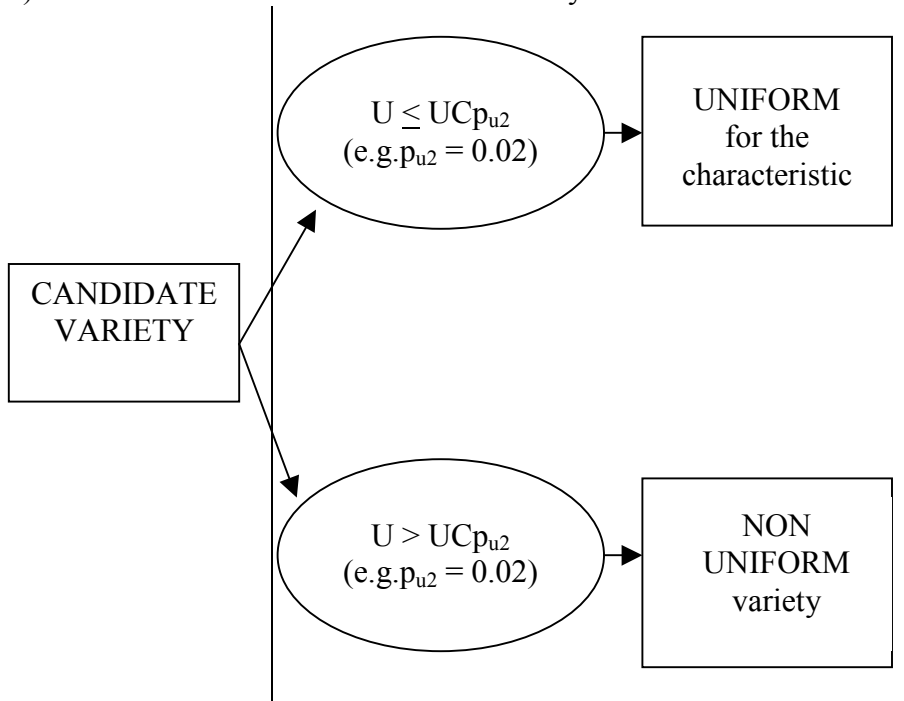 U ≤ UCpu2
(e.g.pu2 = 0.02)
UNIFORM
for the
characteristic
CANDIDATE
VARIETY
U > UCpu2
(e.g.pu2 = 0.02)
NON
UNIFORM
variety